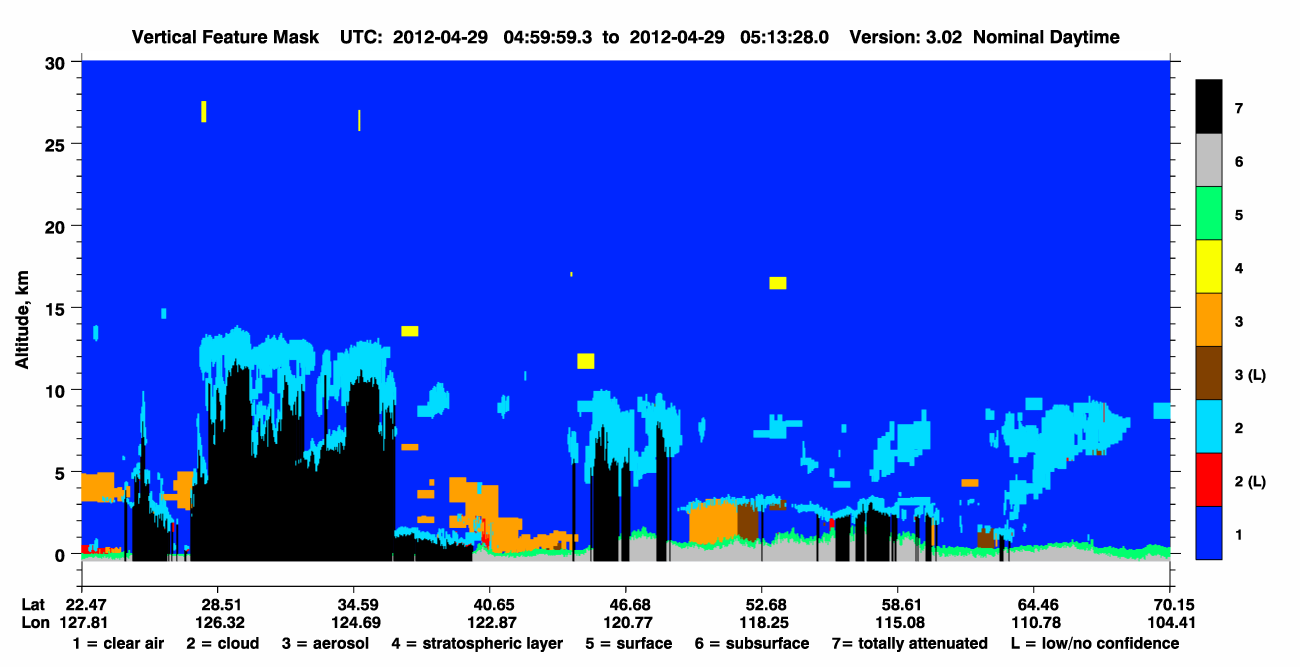 Vertical Feature Mask UTC: 2012-04-29 04:59:59.3 to 2012-04-29 05:13:28.0 Version: 3.02 Nominal Daytime
30
25
20
15
10
5
0
Altitude, km
7
6
5
4
3
3 (L)
2
2 (L)
1
Lat 22.47 28.51 34.59 40.65 46.68 52.68 58.61 64.46 70.15
Lon 127.81 126.32 124.69 122.87 120.77 118.25 115.08 110.78 104.41
1 = clear air 2 = cloud 3 = aerosol 4 = stratospheric layer 5 = surface 6 = subsurface 7= totally attenuated L = low/no confidence